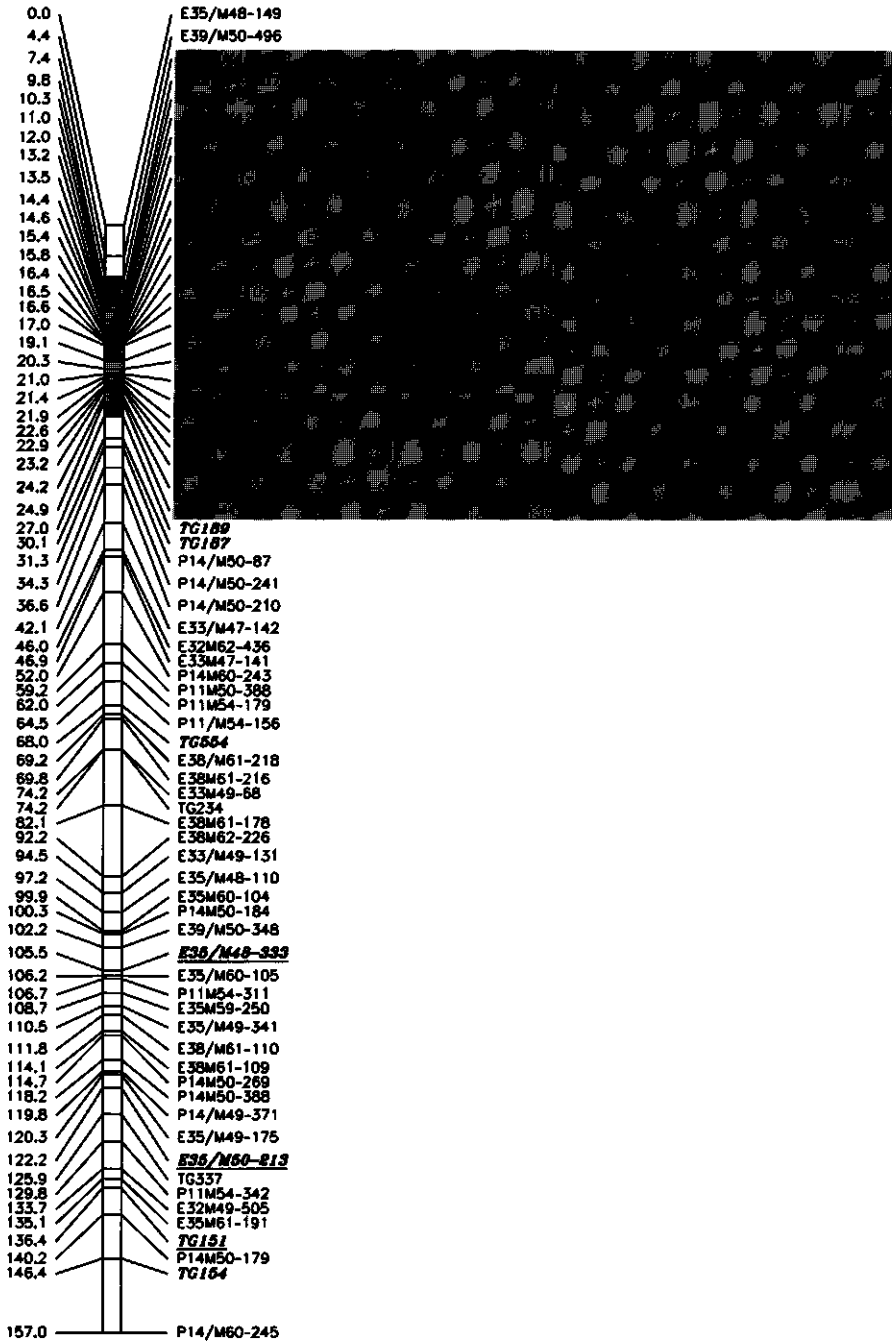 0.0 E35/M48-149
4.4 E39/M50-496
7.4
9.8
10.3
11.0
12.0
13.2
13.5
14.4
14.6
15.4
15.8
16.4
16.5
16.6
17.0
19.1
20.3
21.0
21.4
21.9
22.6
22.9
23.2
24.2
24.9
27.0 TG189
30.1 TG167
31.3 P14/M50-87
34.3 P14/M50-241
36.6 P14/M50-210
42.1 E33/M47-142
46.0 E32M62-436
46.9 E33M47-141
52.0 P14M60-243
59.2 P11M50-388
62.0 P11M54-179
64.5 P11/M54-156
68.0 TG554
69.2 E38/M61-218
69.8 E38M61-216
74.2 E33M49-68
74.2 TG234
82.1 E38M61-178
92.2 E38M62-226
94.5 E33/M49-131
97.2 E35/M48-110
99.9 E35M60-104
100.3 P14M50-184
102.2 E39/M50-348
105.5 E35/M48-333
106.2 E35/M60-105
106.7 P11M54-311
108.7 E35M59-250
110.5 E35/M49-341
111.8 E38/M61-110
114.1 E38M61-109
114.7 P14M50-269
118.2 P14M50-388
119.8 P14/M49-371
120.3 E35/M49-175
122.2 E35/M50-213
125.9 TG337
129.8 P11M54-342
133.7 E32M49-505
135.1 E35M61-191
136.4 TG151
140.2 P14M50-179
146.4 TG154
157.0 P14/M60-245